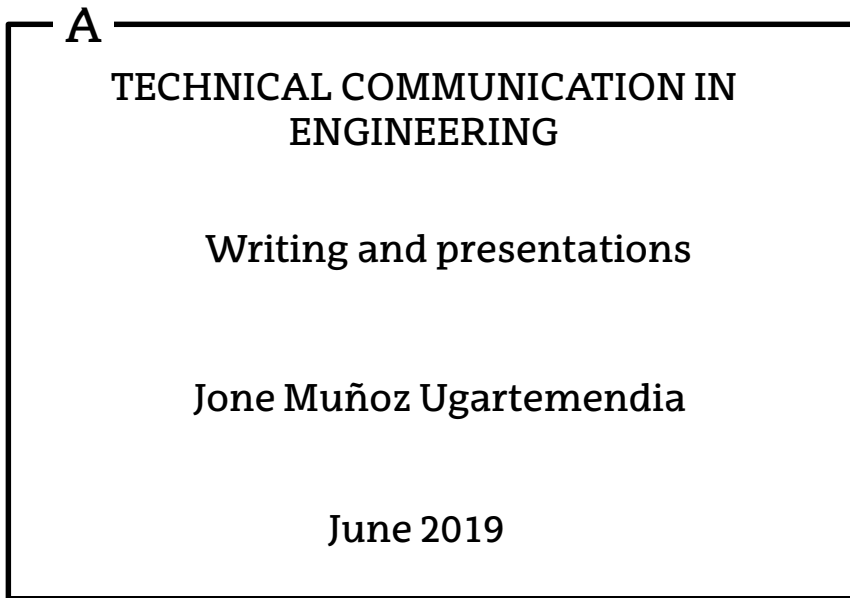 A
TECHNICAL COMMUNICATION IN
ENGINEERING
Writing and presentations
Jone Muñoz Ugartemendia
June 2019